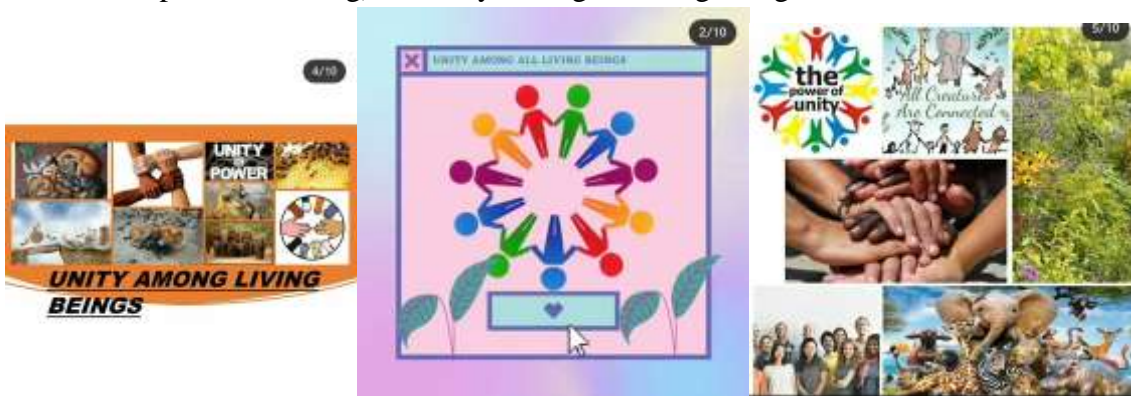 4/10
UNITY
POWER
UNITY AMONG LIVING
BEINGS
2/10
UNITY AMONG ALL LIVING BEINGS
5/10
the
power of
unity
All Creatures
Are Connected